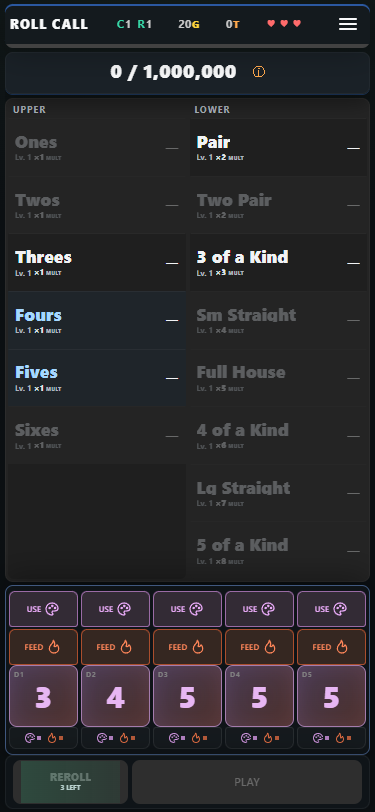 ROLL CALL C1 R1 20G 0T
0 / 1,000,000
UPPER LOWER
Ones —
Lv. 1 ×1 MULT
Pair —
Lv. 1 ×2 MULT
Twos —
Lv. 1 ×1 MULT
Two Pair —
Lv. 1 ×2 MULT
Threes —
Lv. 1 ×1 MULT
3 of a Kind —
Lv. 1 ×3 MULT
Fours —
Lv. 1 ×1 MULT
Sm Straight —
Lv. 1 ×4 MULT
Fives —
Lv. 1 ×1 MULT
Full House —
Lv. 1 ×5 MULT
Sixes —
Lv. 1 ×1 MULT
4 of a Kind —
Lv. 1 ×6 MULT
Lg Straight —
Lv. 1 ×7 MULT
5 of a Kind —
Lv. 1 ×8 MULT
USE USE USE USE USE
FEED FEED FEED FEED FEED
D1 D2 D3 D4 D5
3 4 5 5 5
REROLL
3 LEFT
PLAY